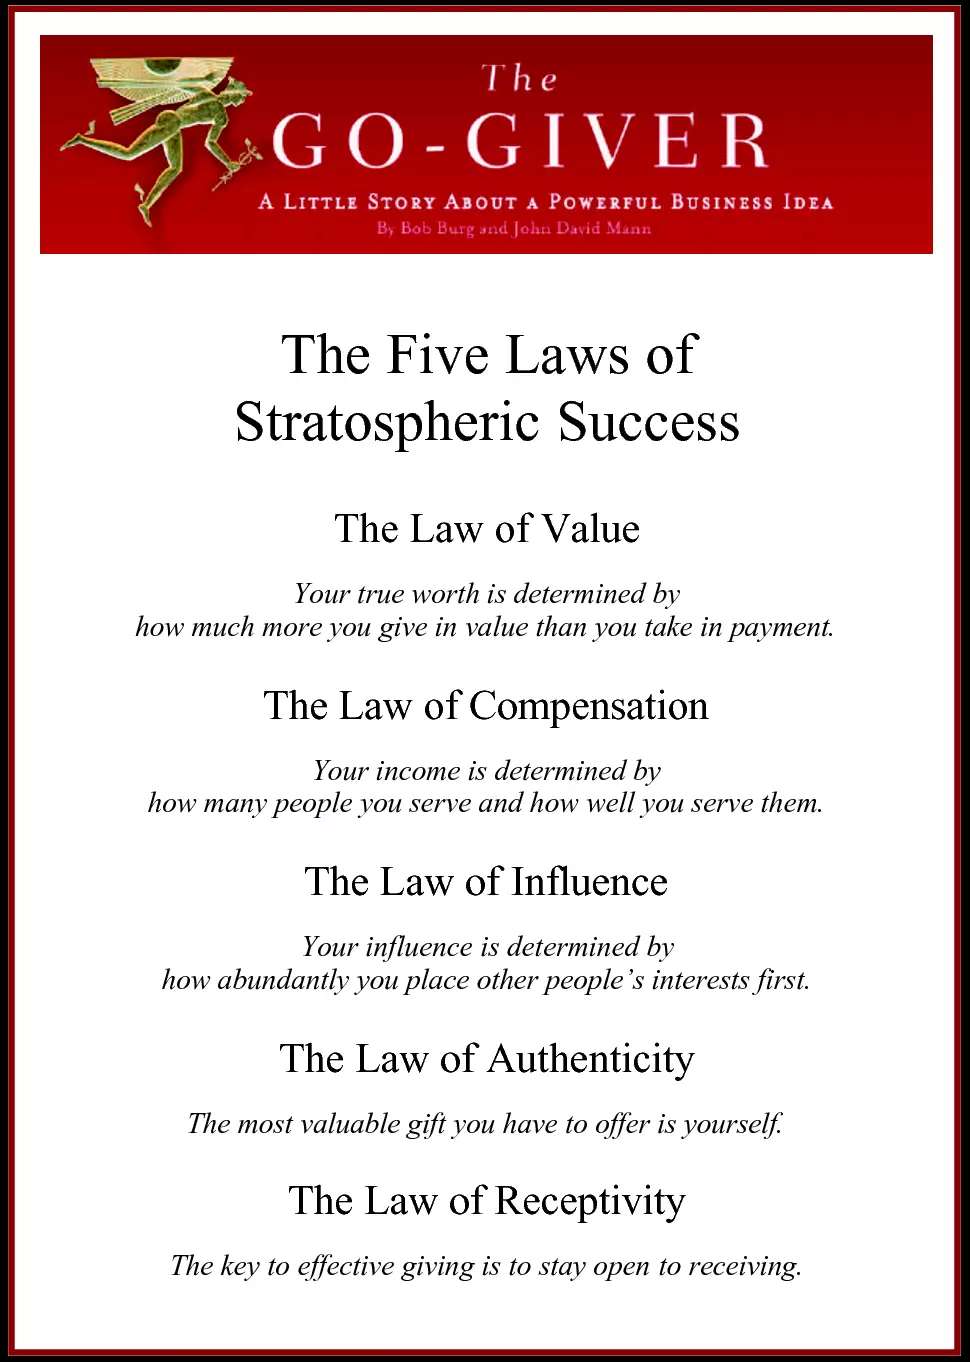 The
GO-GIVER
A Little Story About a Powerful Business Idea
By Bob Burg and John David Mann
The Five Laws of
Stratospheric Success
The Law of Value
Your true worth is determined by
how much more you give in value than you take in payment.
The Law of Compensation
Your income is determined by
how many people you serve and how well you serve them.
The Law of Influence
Your influence is determined by
how abundantly you place other people’s interests first.
The Law of Authenticity
The most valuable gift you have to offer is yourself.
The Law of Receptivity
The key to effective giving is to stay open to receiving.